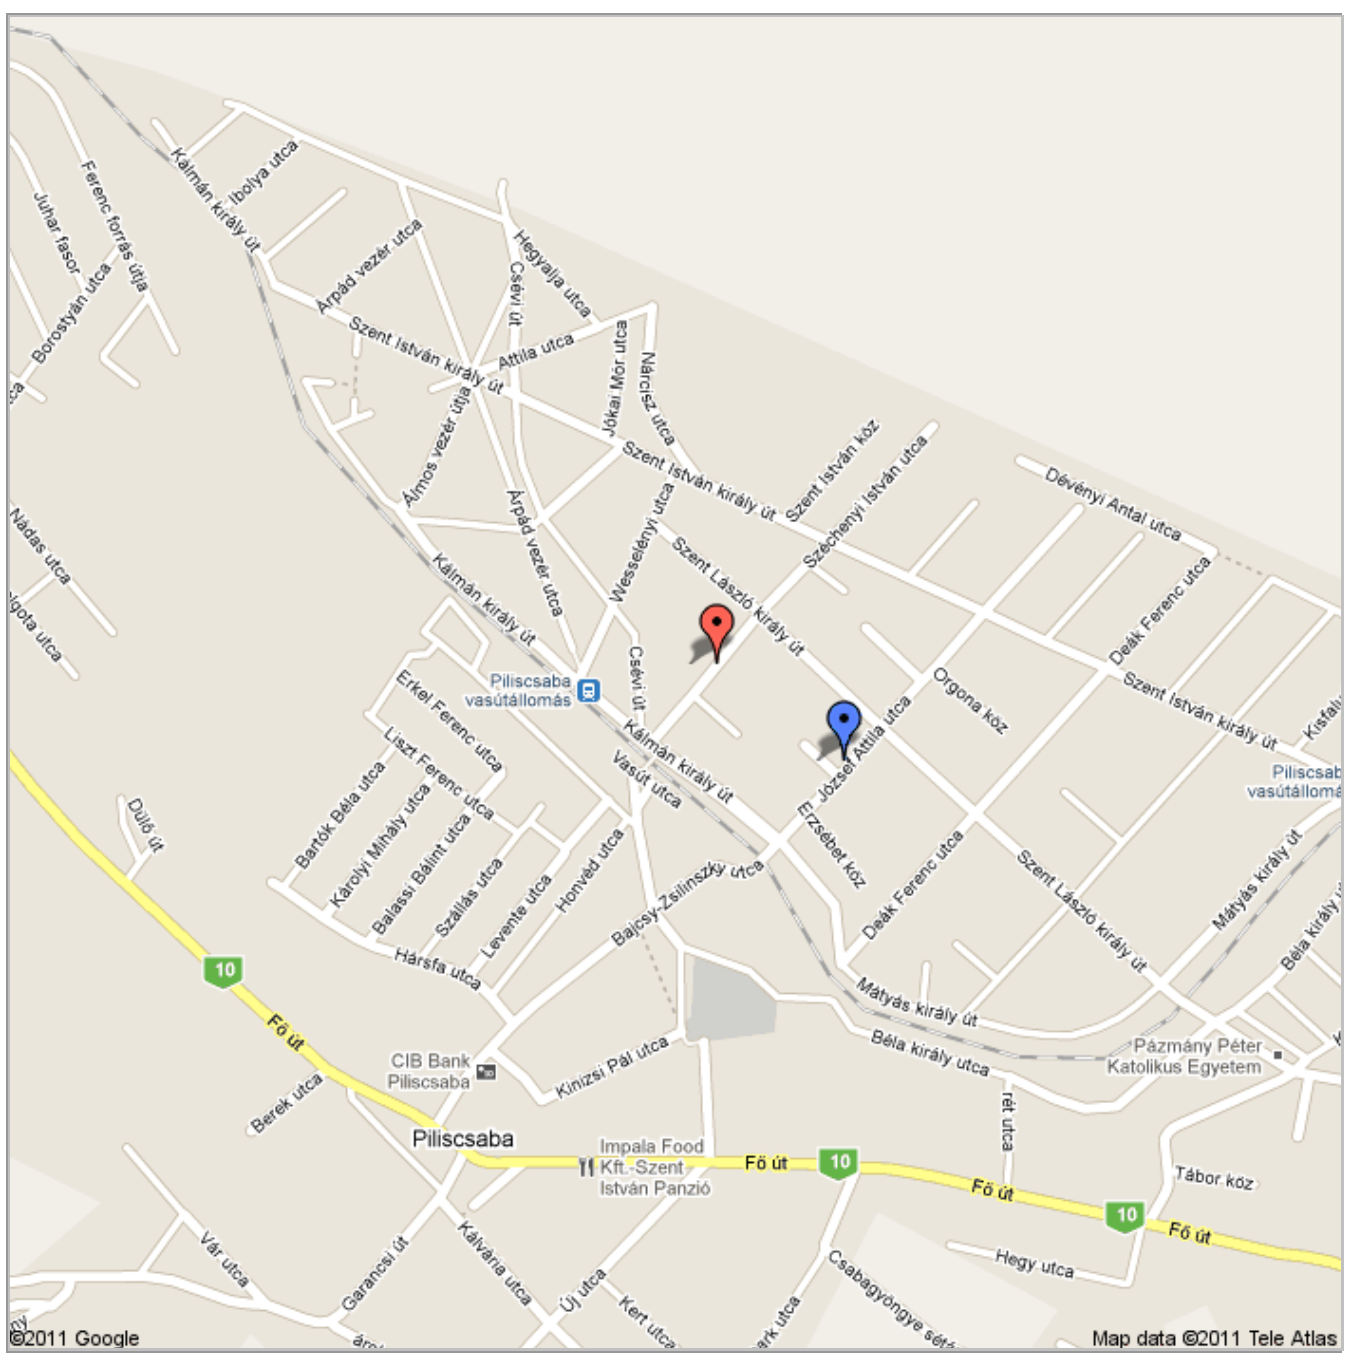 Kálmán király út
Ibolya utca
Ferenc forrás útja
Juhar fasor
Borostyán utca
Árpád vezér utca
Csévi út
Hegyalja utca
Szent István király út
Attila utca
Jókai Mór utca
Nárcisz utca
Álmos vezér útja
Szent István király út
Szent István köz
Széchenyi István utca
Dévényi Antal utca
Árpád vezér utca
Wesselényi utca
Nádas utca
Kálmán király út
Szent László király út
Deák Ferenc utca
Csévi út
Piliscsaba
vasútállomás
Erkel Ferenc utca
Orgona köz
Szent István király út
Liszt Ferenc utca
Kálmán király út
József Attila utca
Vasút utca
Piliscsab
vasútállomá
Dűlő út
Bartók Béla utca
Károlyi Mihály utca
Balassi Bálint utca
Szállás utca
Levente utca
Honvéd utca
Erzsébet köz
Bajcsy-Zsilinszky utca
Deák Ferenc utca
Szent László király út
Mátyás király út
Béla király u
Hársfa utca
10
Fő út
Mátyás király út
Béla király utca
Pázmány Péter
Katolikus Egyetem
CIB Bank
Piliscsaba
Kinizsi Pál utca
Berek utca
rét utca
Piliscsaba
Impala Food
Kft.-Szent
István Panzió
Fő út
10
Fő út
Tábor köz
10
Fő út
Vár utca
Garancsi út
Kálvária utca
Új utca
Kert utca
Csabagyöngye sétá
Hegy utca
©2011 Google
Map data ©2011 Tele Atlas